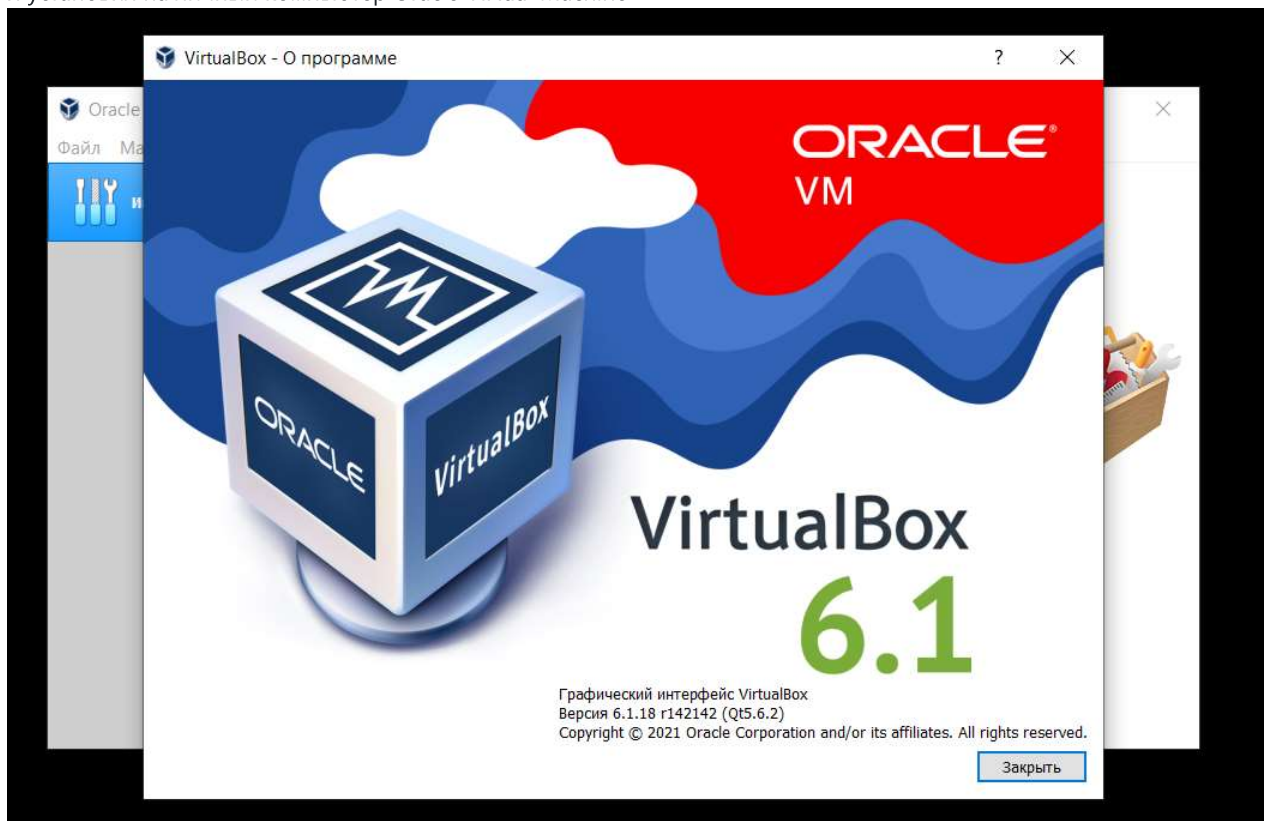 VirtualBox - О программе
?
Oracle
Файл Ма
и
ORACLE®
VM
ORACLE
VirtualBox
VirtualBox
6.1
Графический интерфейс VirtualBox
Версия 6.1.18 r142142 (Qt5.6.2)
Copyright © 2021 Oracle Corporation and/or its affiliates. All rights reserved.
Закрыть